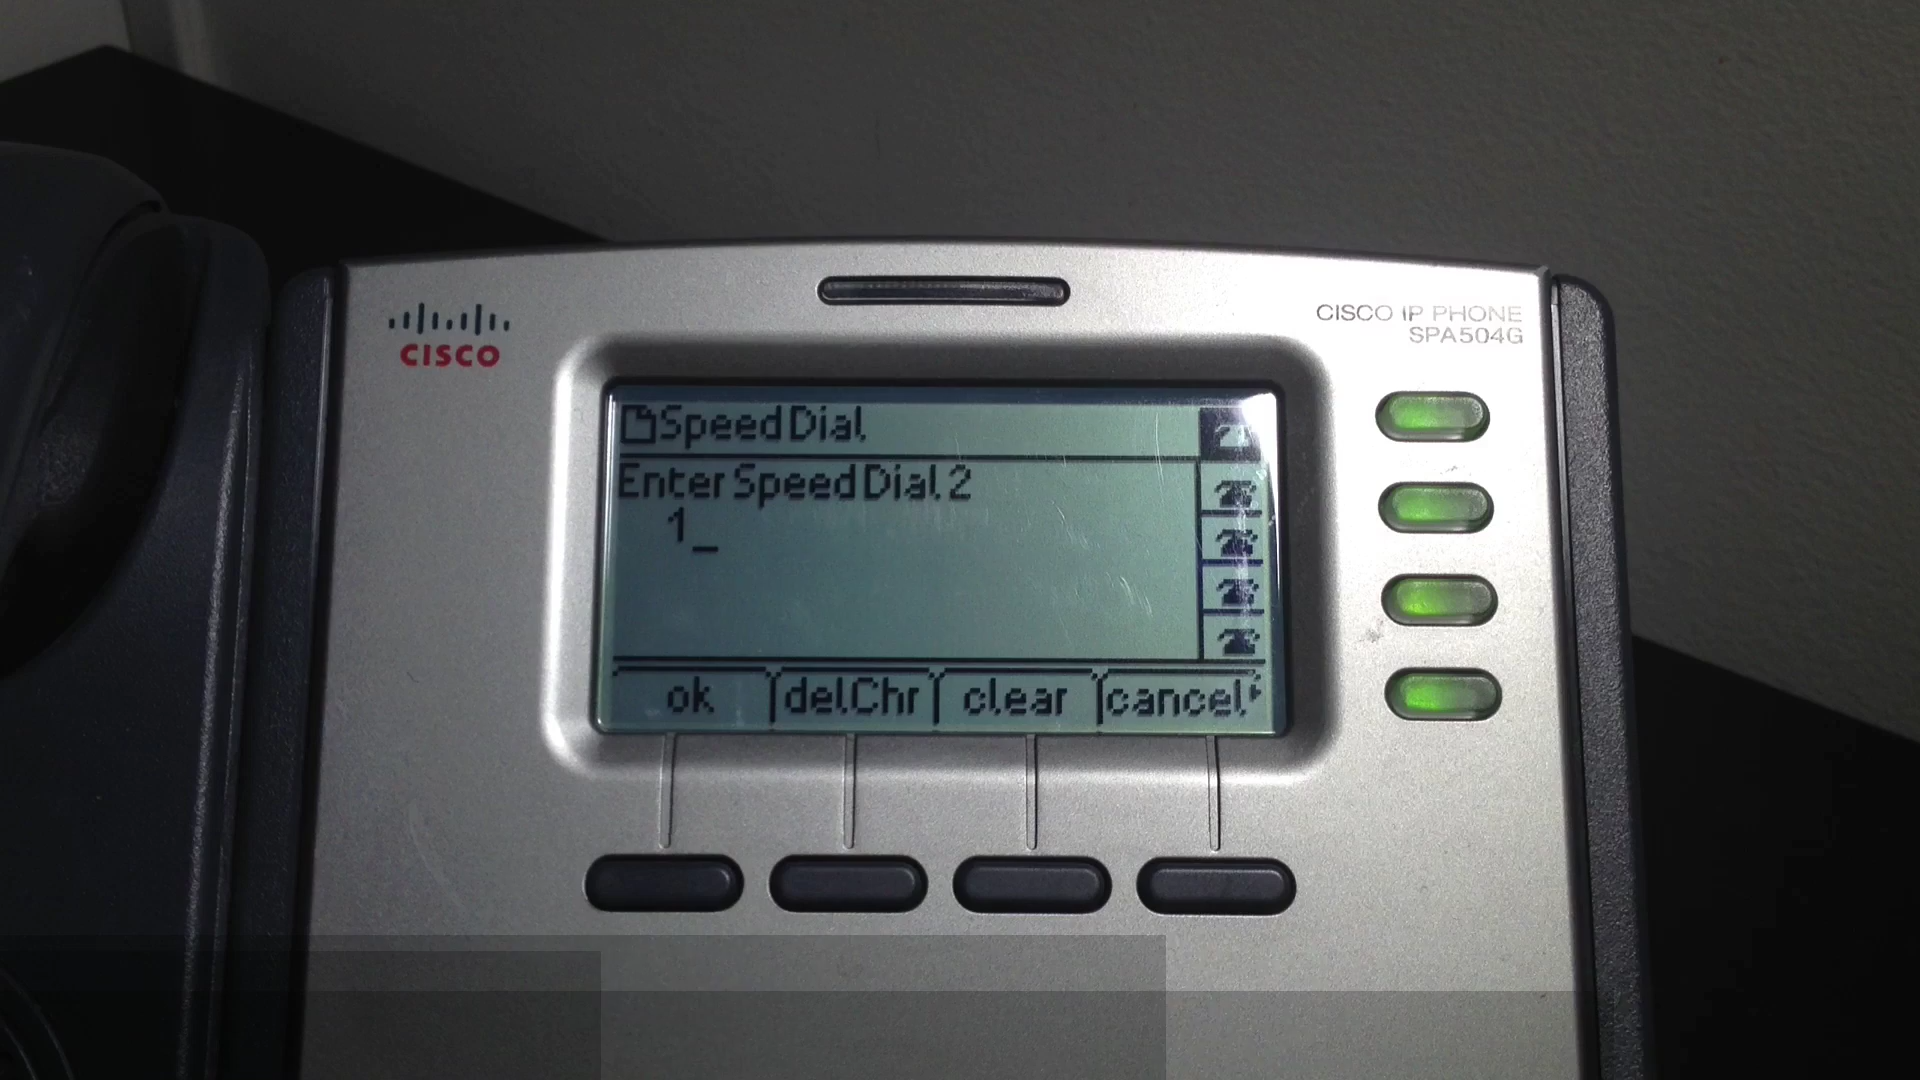 CISCO
CISCO IP PHONE
SPA504G
Speed Dial
Enter Speed Dial 2
1_
ok delChr clear cancel